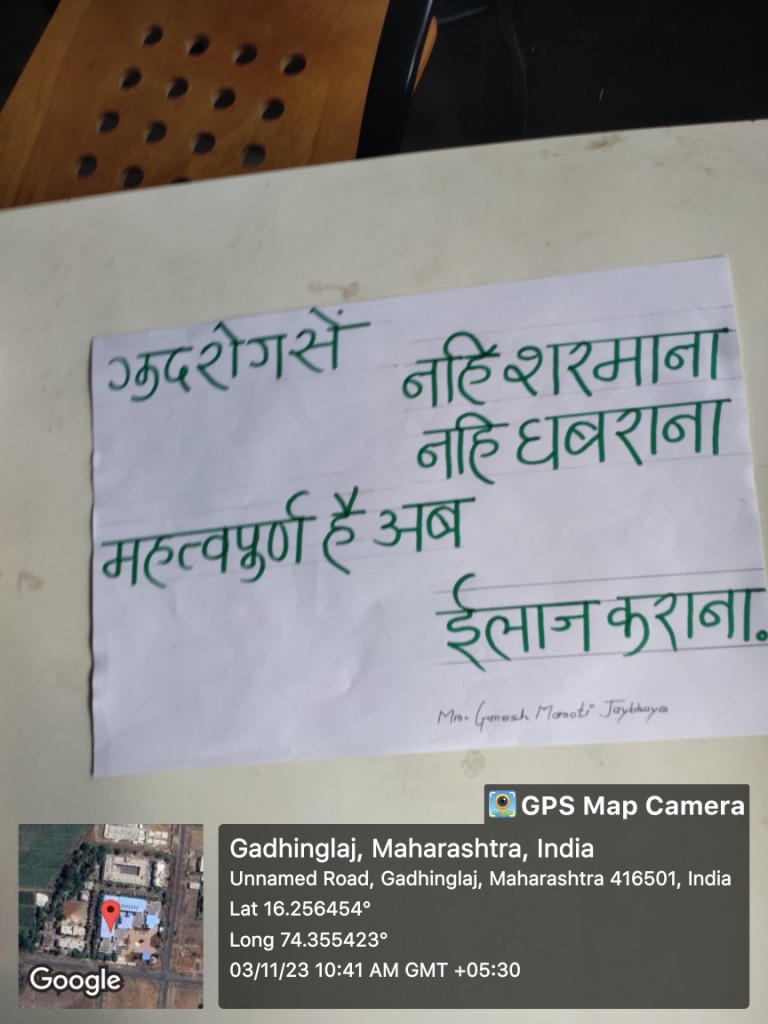 गुदरोगसें
नहिं शरमाना
नहि घबराना
महत्वपुर्ण है अब
ईलाज कराना.
Mr. Ganesh Maroti Jaybhaye
GPS Map Camera
Gadhinglaj, Maharashtra, India
Unnamed Road, Gadhinglaj, Maharashtra 416501, India
Lat 16.256454°
Long 74.355423°
03/11/23 10:41 AM GMT +05:30
Google